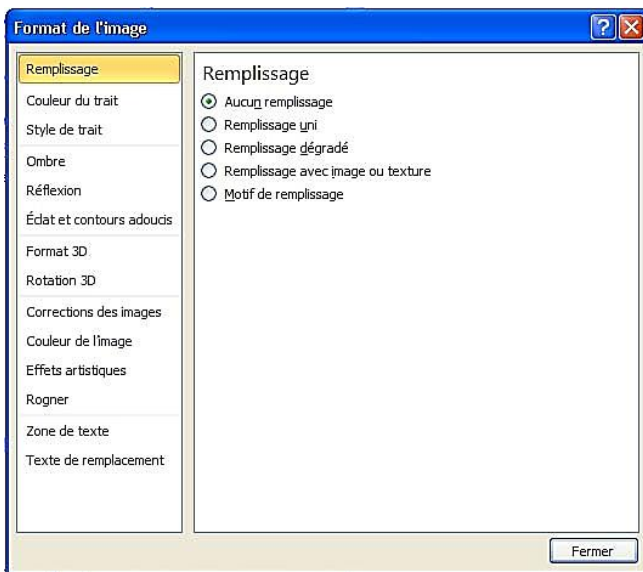 Format de l'image
Remplissage
Couleur du trait
Style de trait
Ombre
Réflexion
Éclat et contours adoucis
Format 3D
Rotation 3D
Corrections des images
Couleur de l'image
Effets artistiques
Rogner
Zone de texte
Texte de remplacement
Remplissage
Aucun remplissage
Remplissage uni
Remplissage dégradé
Remplissage avec image ou texture
Motif de remplissage
Fermer